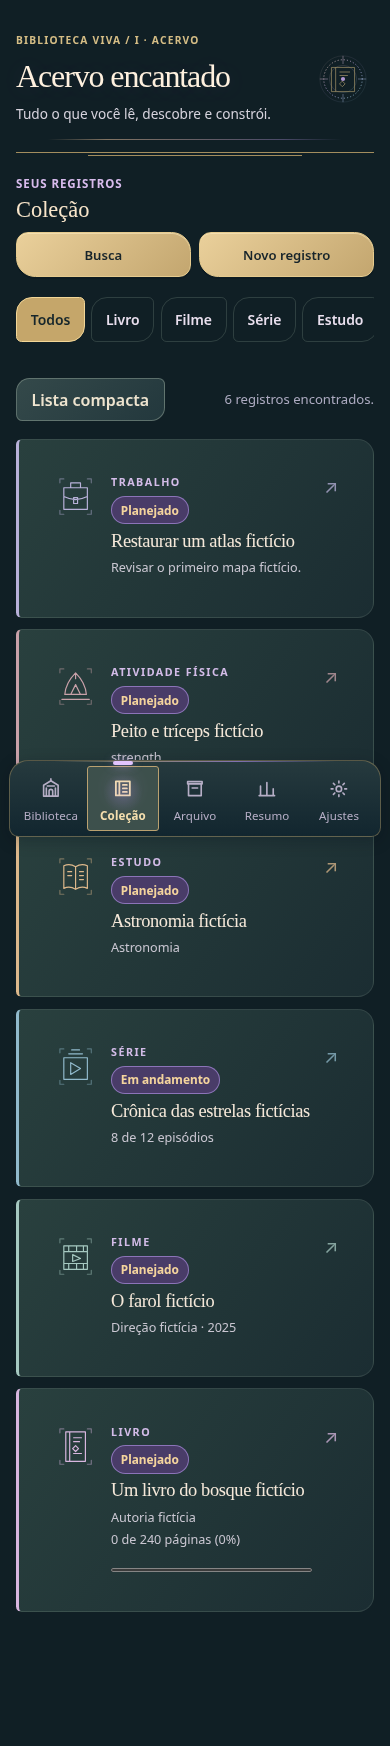 BIBLIOTECA VIVA / I · ACERVO
Acervo encantado
Tudo o que você lê, descobre e constrói.
SEUS REGISTROS
Coleção
Busca
Novo registro
Todos
Livro
Filme
Série
Estudo
Lista compacta
6 registros encontrados.
TRABALHO
Planejado
Restaurar um atlas fictício
Revisar o primeiro mapa fictício.
ATIVIDADE FÍSICA
Planejado
Peito e tríceps fictício
strength
Biblioteca
Coleção
Arquivo
Resumo
Ajustes
ESTUDO
Planejado
Astronomia fictícia
Astronomia
SÉRIE
Em andamento
Crônica das estrelas fictícias
8 de 12 episódios
FILME
Planejado
O farol fictício
Direção fictícia · 2025
LIVRO
Planejado
Um livro do bosque fictício
Autoria fictícia
0 de 240 páginas (0%)